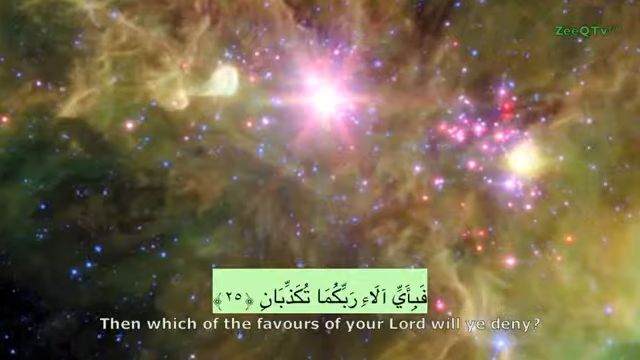 ZeeQTv
فَبِأَيِّ آلَاءِ رَبِّكُمَا تُكَذِّبَانِ ﴿٢٥﴾
Then which of the favours of your Lord will ye deny?